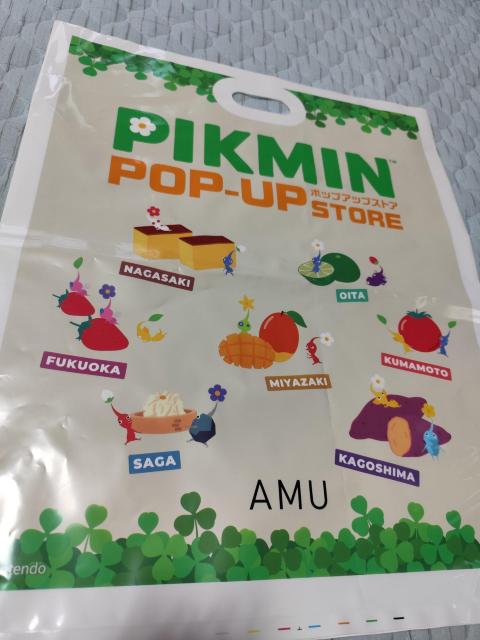 PIKMIN™
POP-UP
ポップアップストア
STORE
NAGASAKI
OITA
FUKUOKA
MIYAZAKI
KUMAMOTO
SAGA
KAGOSHIMA
AMU